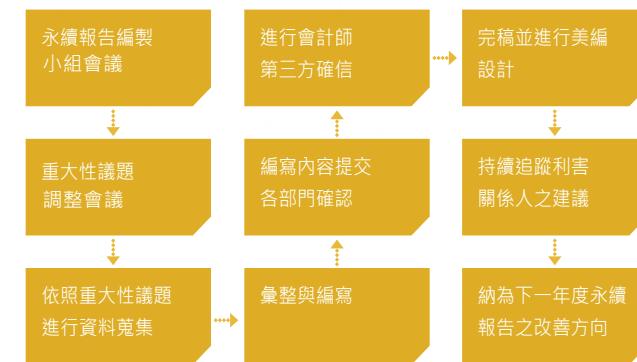 永續報告編製
小組會議
重大性議題
調整會議
依照重大性議題
進行資料蒐集
彙整與編寫
編寫內容提交
各部門確認
進行會計師
第三方確信
完稿並進行美編
設計
持續追蹤利害
關係人之建議
納為下一年度永續
報告之改善方向